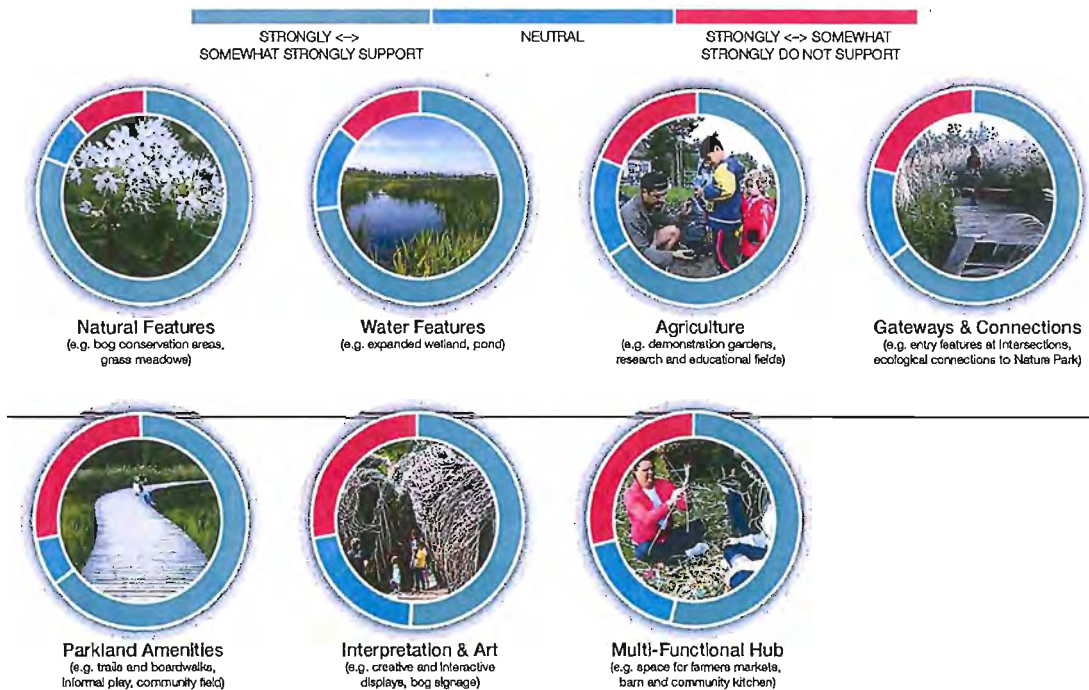 STRONGLY <->
SOMEWHAT STRONGLY SUPPORT
NEUTRAL
STRONGLY <-> SOMEWHAT
STRONGLY DO NOT SUPPORT
Natural Features
(e.g. bog conservation areas,
grass meadows)
Water Features
(e.g. expanded wetland, pond)
Agriculture
(e.g. demonstration gardens,
research and educational fields)
Gateways & Connections
(e.g. entry features at Intersections,
ecological connections to Nature Park)
Parkland Amenities
(e.g. trails and boardwalks,
informal play, community field)
Interpretation & Art
(e.g. creative and interactive
displays, bog signage)
Multi-Functional Hub
(e.g. space for farmers markets,
barn and community kitchen)